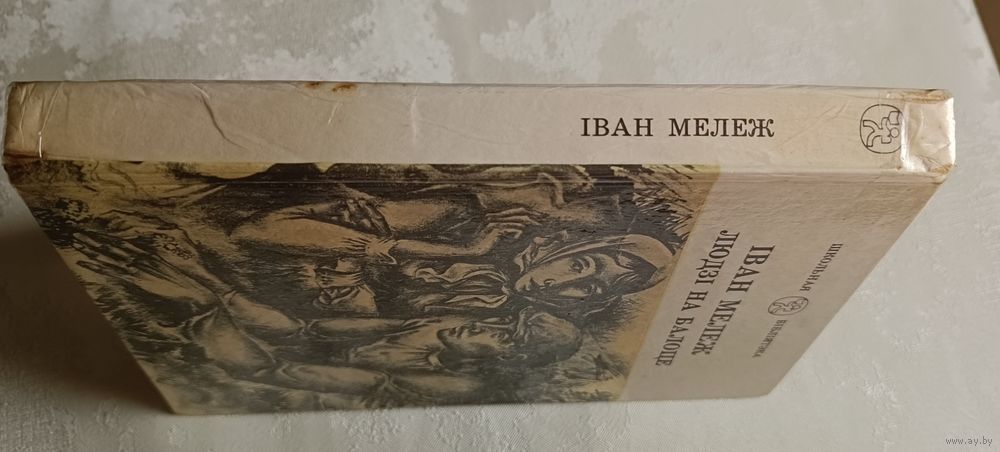 ІВАН МЕЛЕЖ
ШКОЛЬНАЯ БІБЛІЯТЭКА
ІВАН МЕЛЕЖ
ЛЮДЗІ НА БАЛОЦЕ
www.ay.by